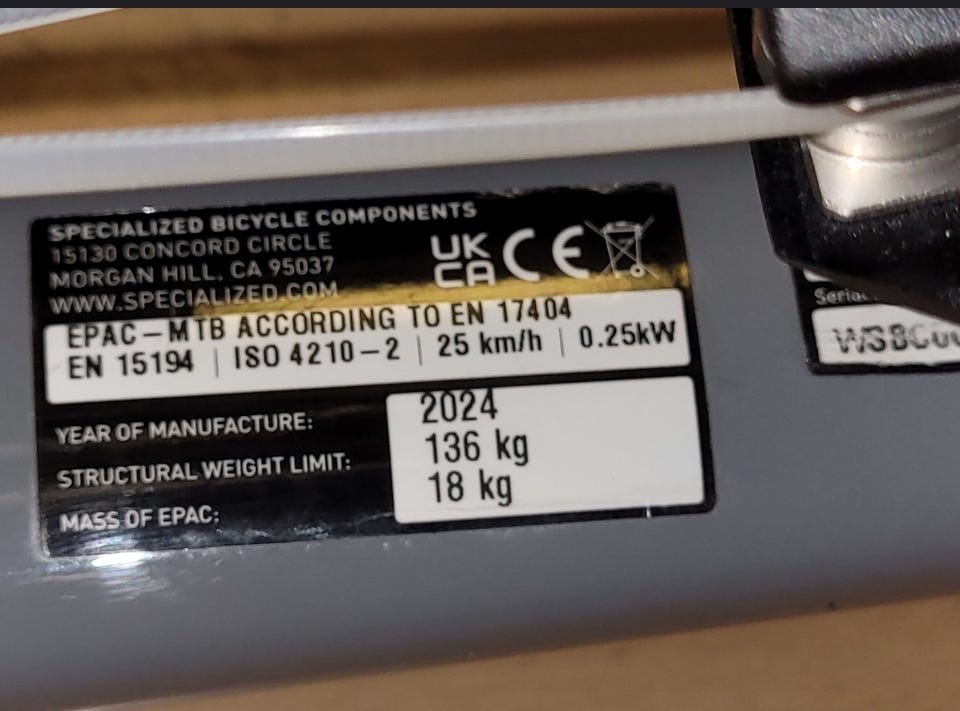 SPECIALIZED BICYCLE COMPONENTS
15130 CONCORD CIRCLE
MORGAN HILL, CA 95037
WWW.SPECIALIZED.COM
UK
CA
CE
EPAC-MTB ACCORDING TO EN 17404
EN 15194 | ISO 4210-2 | 25 km/h | 0.25kW
YEAR OF MANUFACTURE: 2024
STRUCTURAL WEIGHT LIMIT: 136 kg
MASS OF EPAC: 18 kg